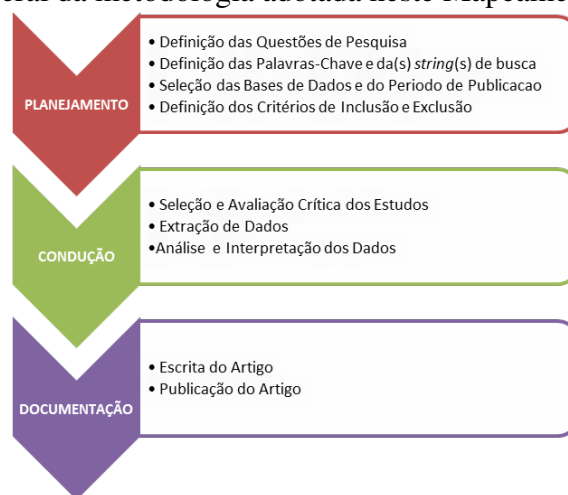 eral da metodologia adotada neste
• Definição das Questões de Pesquisa
• Definição das Palavras-Chave e da(s) string(s) de busca
• Seleção das Bases de Dados e do Periodo de Publicacao
PLANEJAMENTO
• Definição dos Critérios de Inclusão e Exclusão
• Seleção e Avaliação Crítica dos Estudos
• Extração de Dados
CONDUÇÃO
•Análise e Interpretação dos Dados
• Escrita do Artigo
• Publicação do Artigo
DOCUMENTAÇÃO